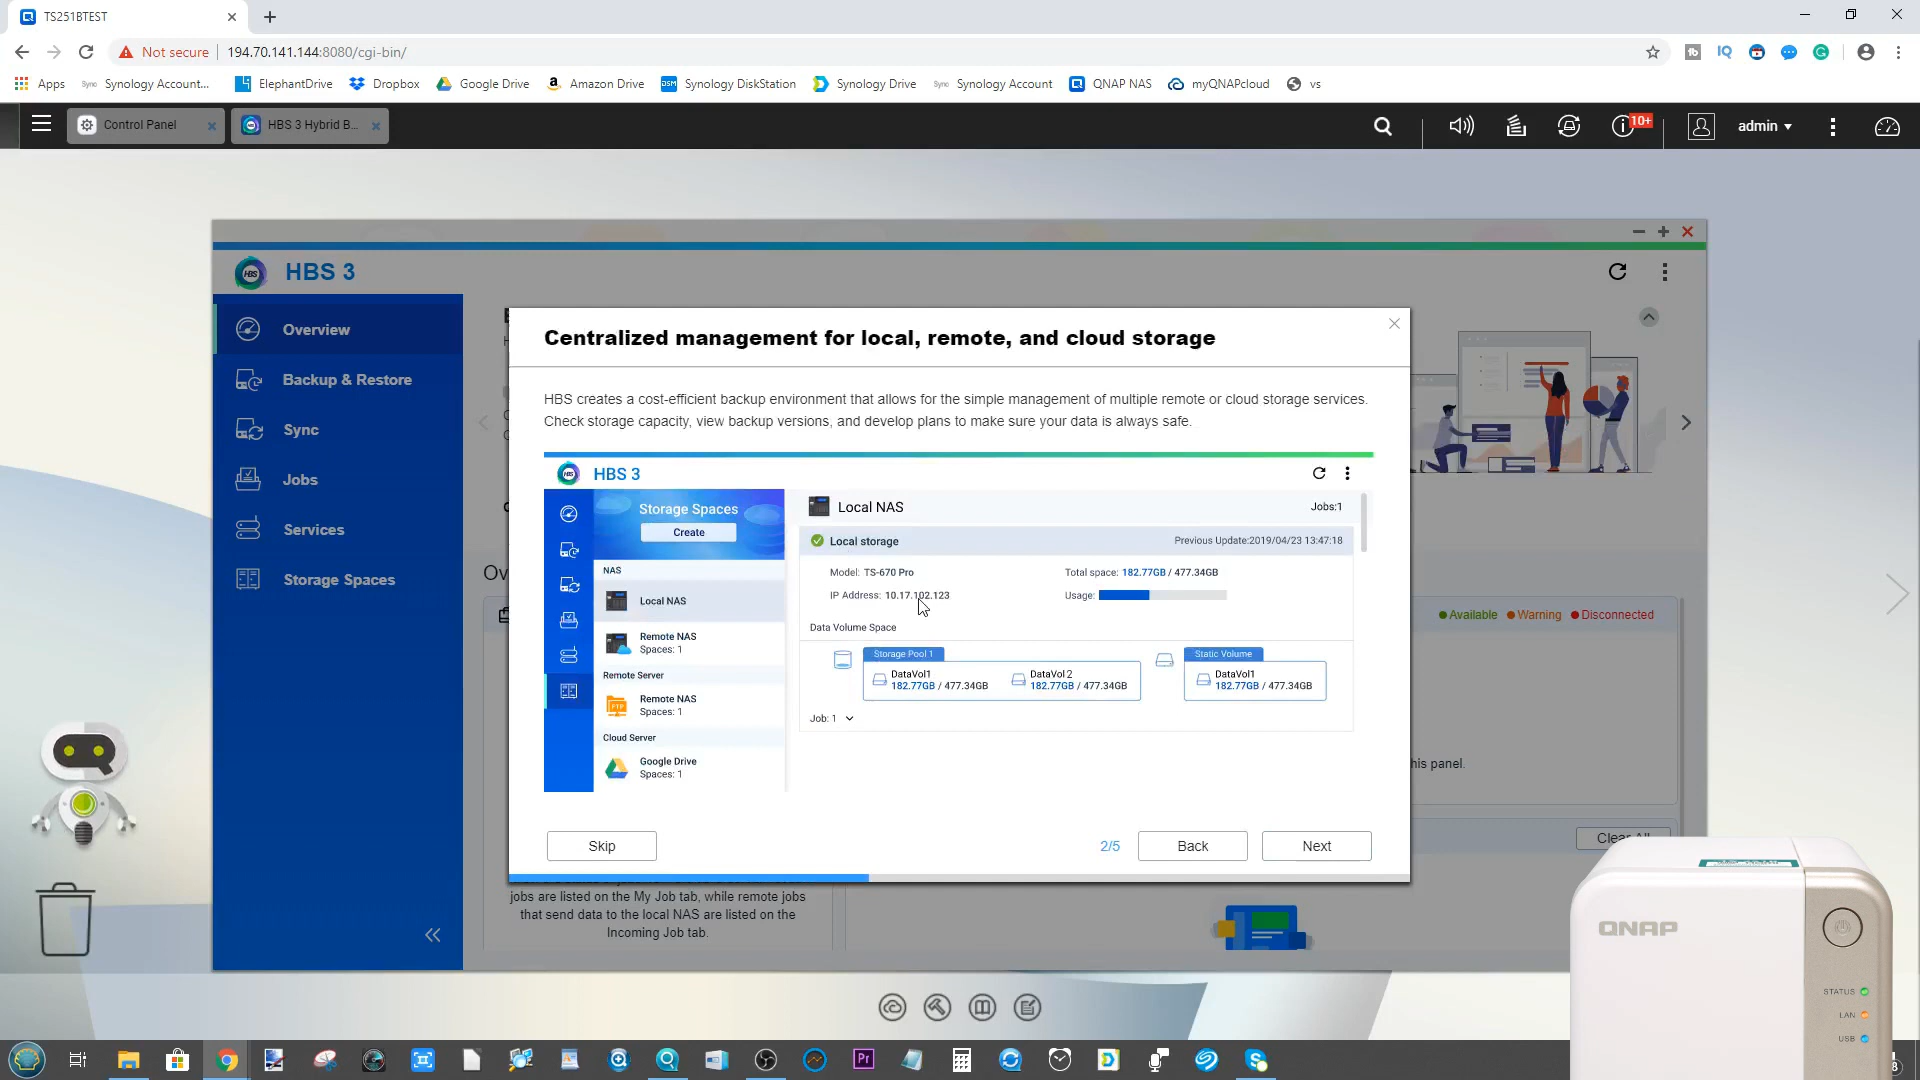 TS251BTEST
Not secure
194.70.141.144:8080/cgi-bin/
Apps
Synology Account...
ElephantDrive
Dropbox
Google Drive
Amazon Drive
Synology DiskStation
Synology Drive
Synology Account
QNAP NAS
myQNAPcloud
vs
Control Panel
HBS 3 Hybrid B...
10+
admin
HBS 3
Overview
Backup & Restore
Sync
Jobs
Services
Storage Spaces
Centralized management for local, remote, and cloud storage
HBS creates a cost-efficient backup environment that allows for the simple management of multiple remote or cloud storage services.
Check storage capacity, view backup versions, and develop plans to make sure your data is always safe.
HBS 3
Storage Spaces
Create
NAS
Local NAS
Remote NAS
Spaces: 1
Remote Server
Remote NAS
Spaces: 1
Cloud Server
Google Drive
Spaces: 1
Local NAS
Jobs:1
Local storage
Previous Update:2019/04/23 13:47:18
Model: TS-670 Pro
Total space: 182.77GB / 477.34GB
IP Address: 10.17.102.123
Usage:
Data Volume Space
Storage Pool 1
DataVol1
182.77GB / 477.34GB
DataVol 2
182.77GB / 477.34GB
Static Volume
DataVol1
182.77GB / 477.34GB
Job: 1
Skip
2/5
Back
Next
Available
Warning
Disconnected
his panel.
jobs are listed on the My Job tab, while remote jobs
that send data to the local NAS are listed on the
Incoming Job tab.
QNAP
STATUS
LAN
USB